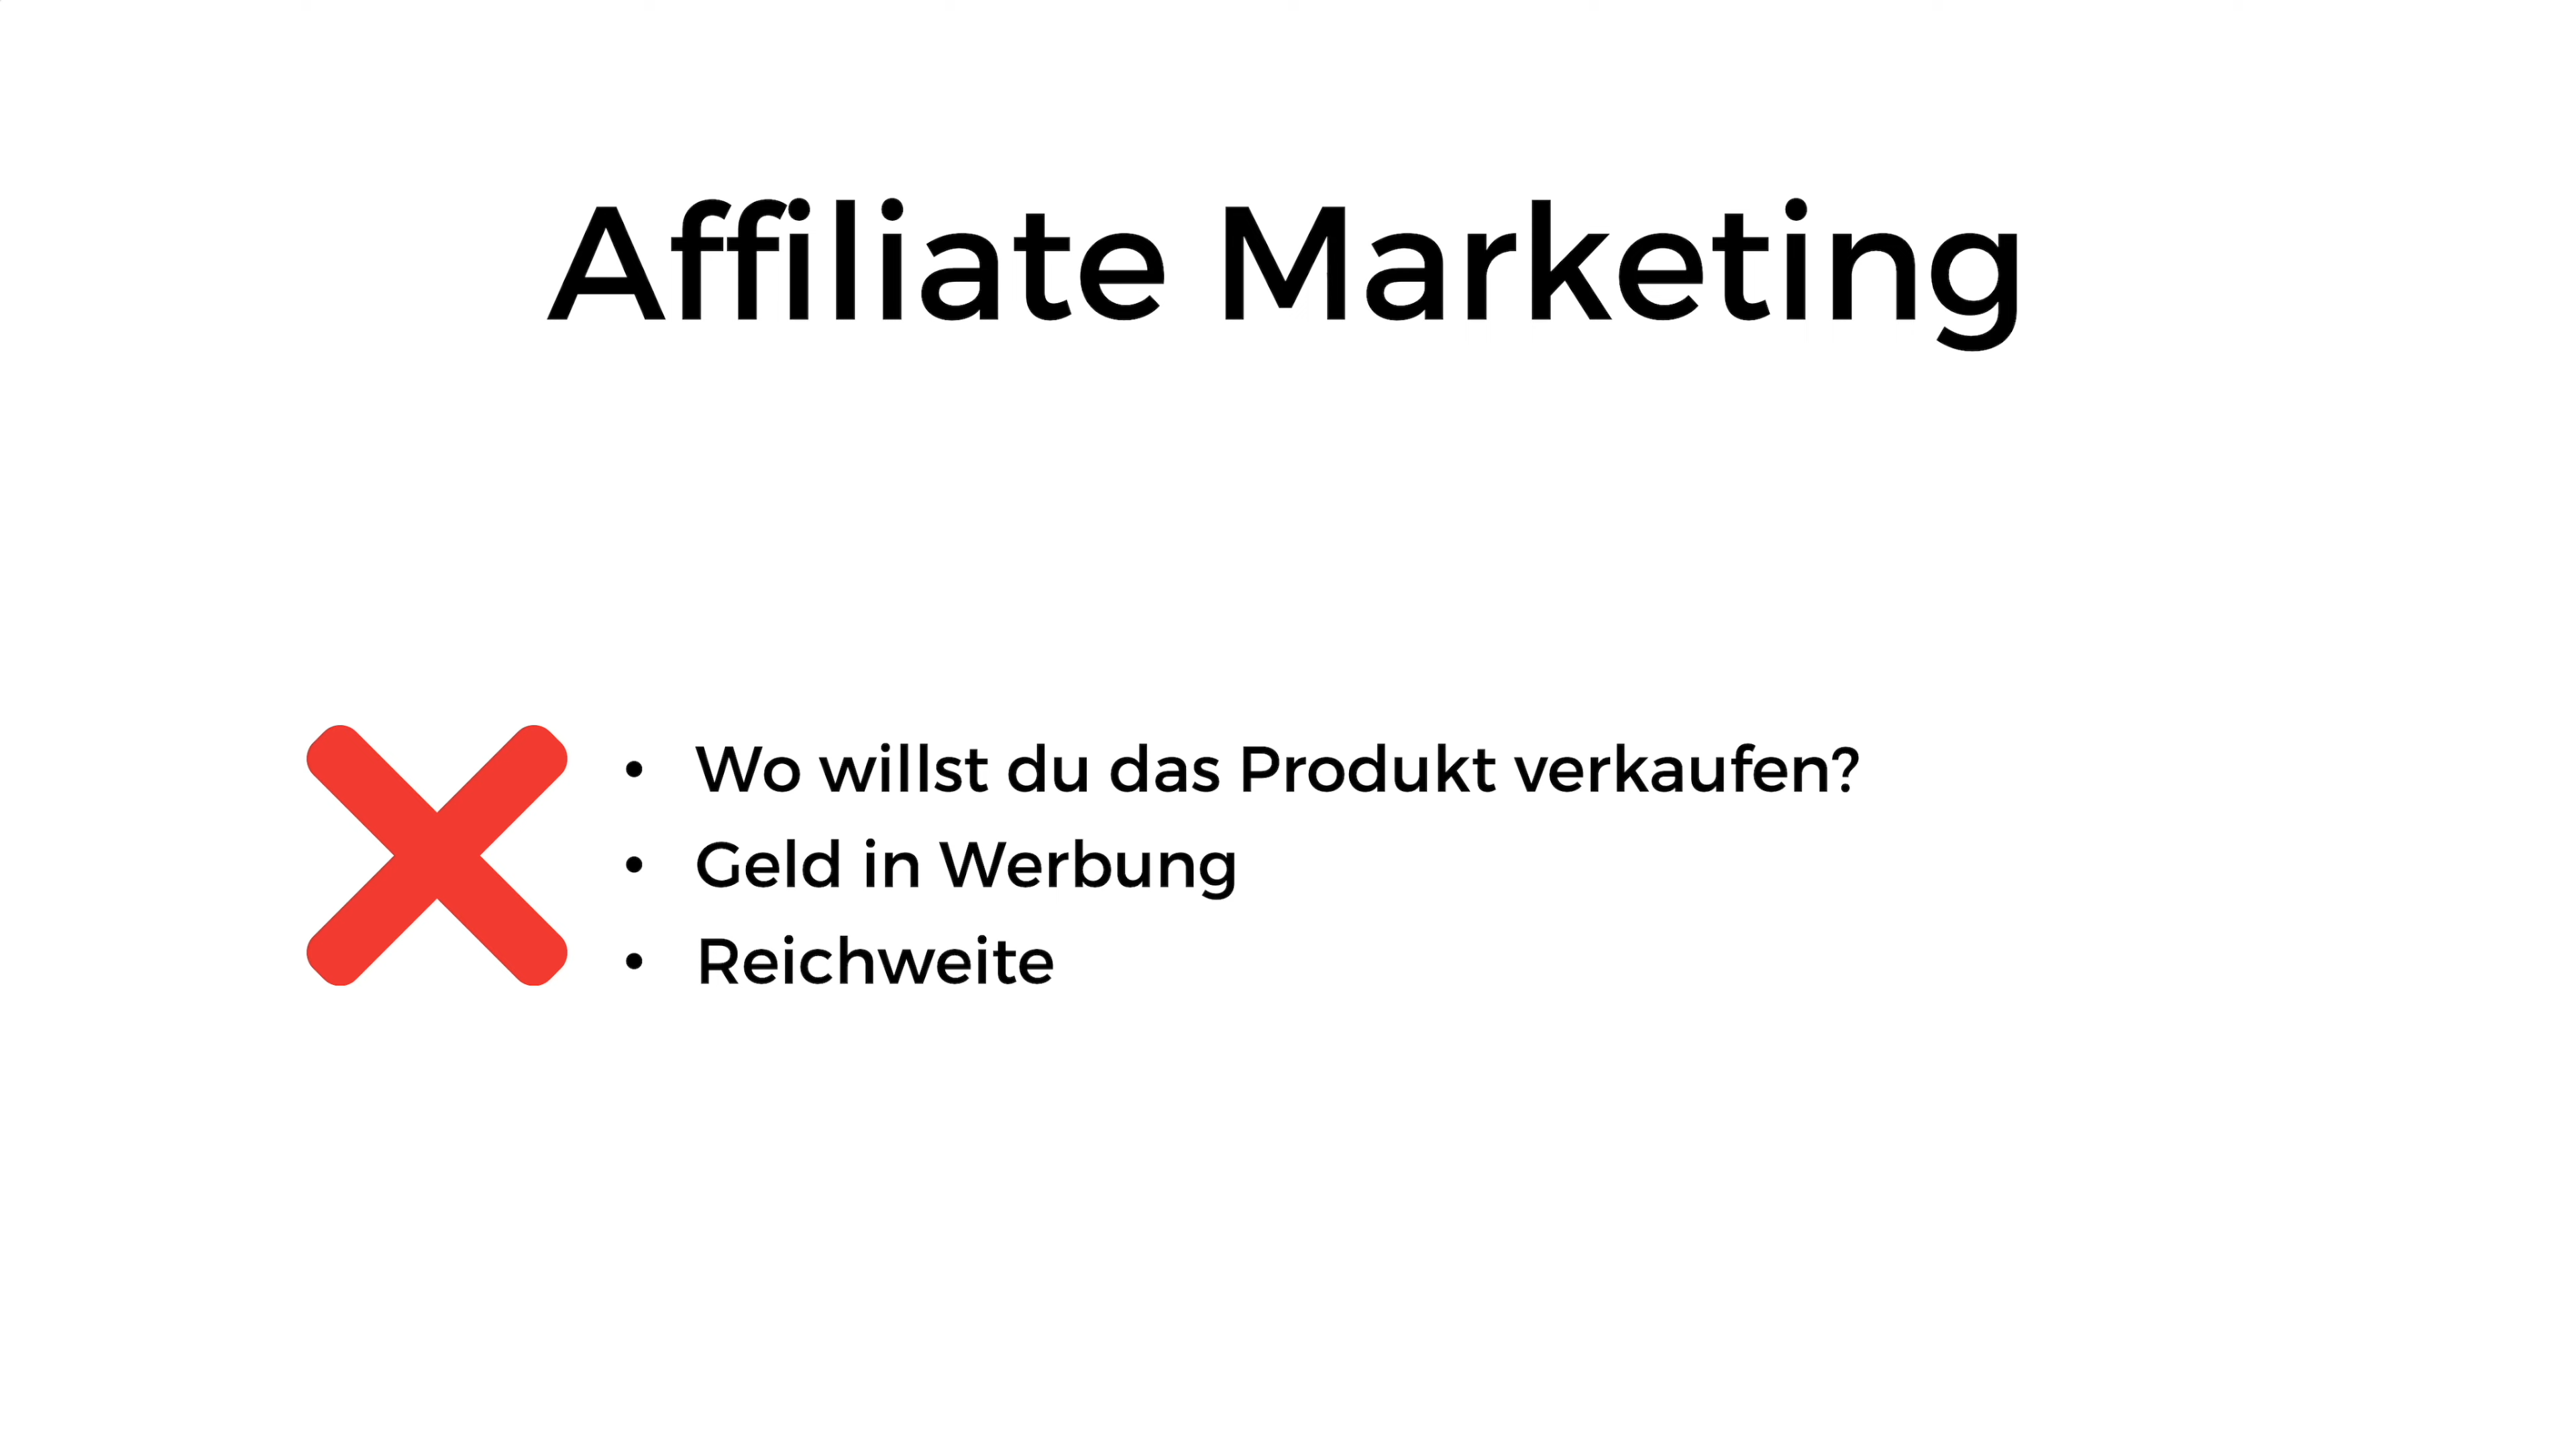 Affiliate Marketing
• Wo willst du das Produkt verkaufen?
• Geld in Werbung
• Reichweite